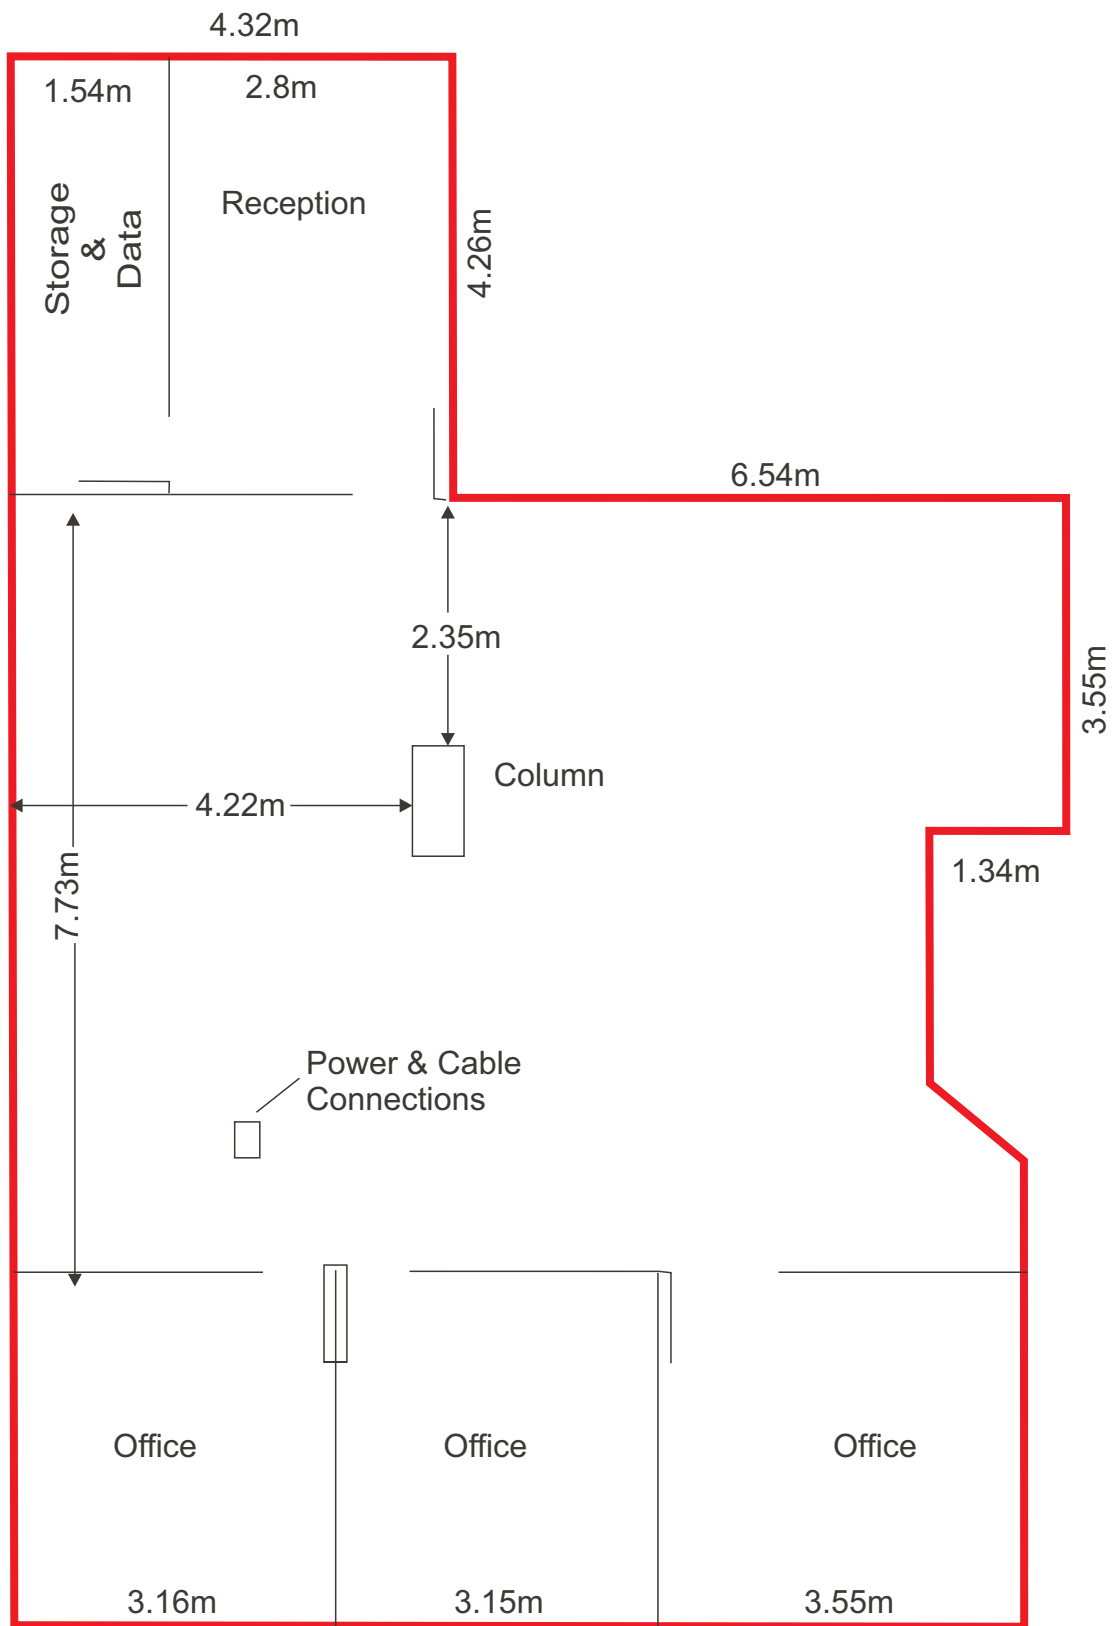 4.32m
1.54m
2.8m
Storage
&
Data
Reception
4.26m
6.54m
2.35m
3.55m
Column
4.22m
1.34m
7.73m
Power & Cable
Connections
Office
Office
Office
3.16m
3.15m
3.55m